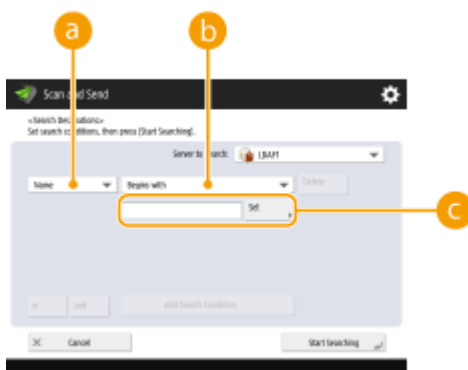 a
b
Scan and Send
<Search Destinations>
Set search conditions, then press [Start Searching].
Server to Search: LDAP1
Name
Begins with
Delete
Set
c
or
and
Add Search Condition
Cancel
Start Searching